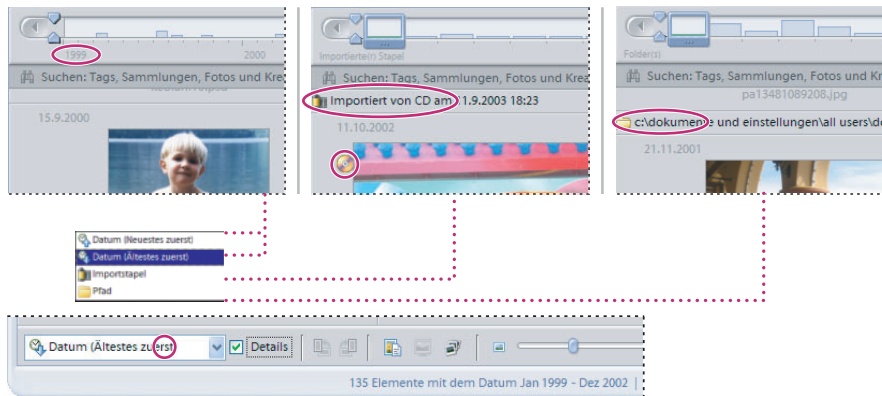 1999
2000
Suchen: Tags, Sammlungen, Fotos und Kre
15.9.2000
Importierte(r) Stapel
Suchen: Tags, Sammlungen, Fotos und Krea
Importiert von CD am 11.9.2003 18:23
11.10.2002
Folder(s)
Suchen: Tags, Sammlungen, Fotos und Kr
pa13481089208.jpg
c:\dokumente und einstellungen\all users\do
21.11.2001
Datum (Neuestes zuerst)
Datum (Ältestes zuerst)
Importstapel
Pfad
Datum (Ältestes zuerst)
Details
135 Elemente mit dem Datum Jan 1999 - Dez 2002 |